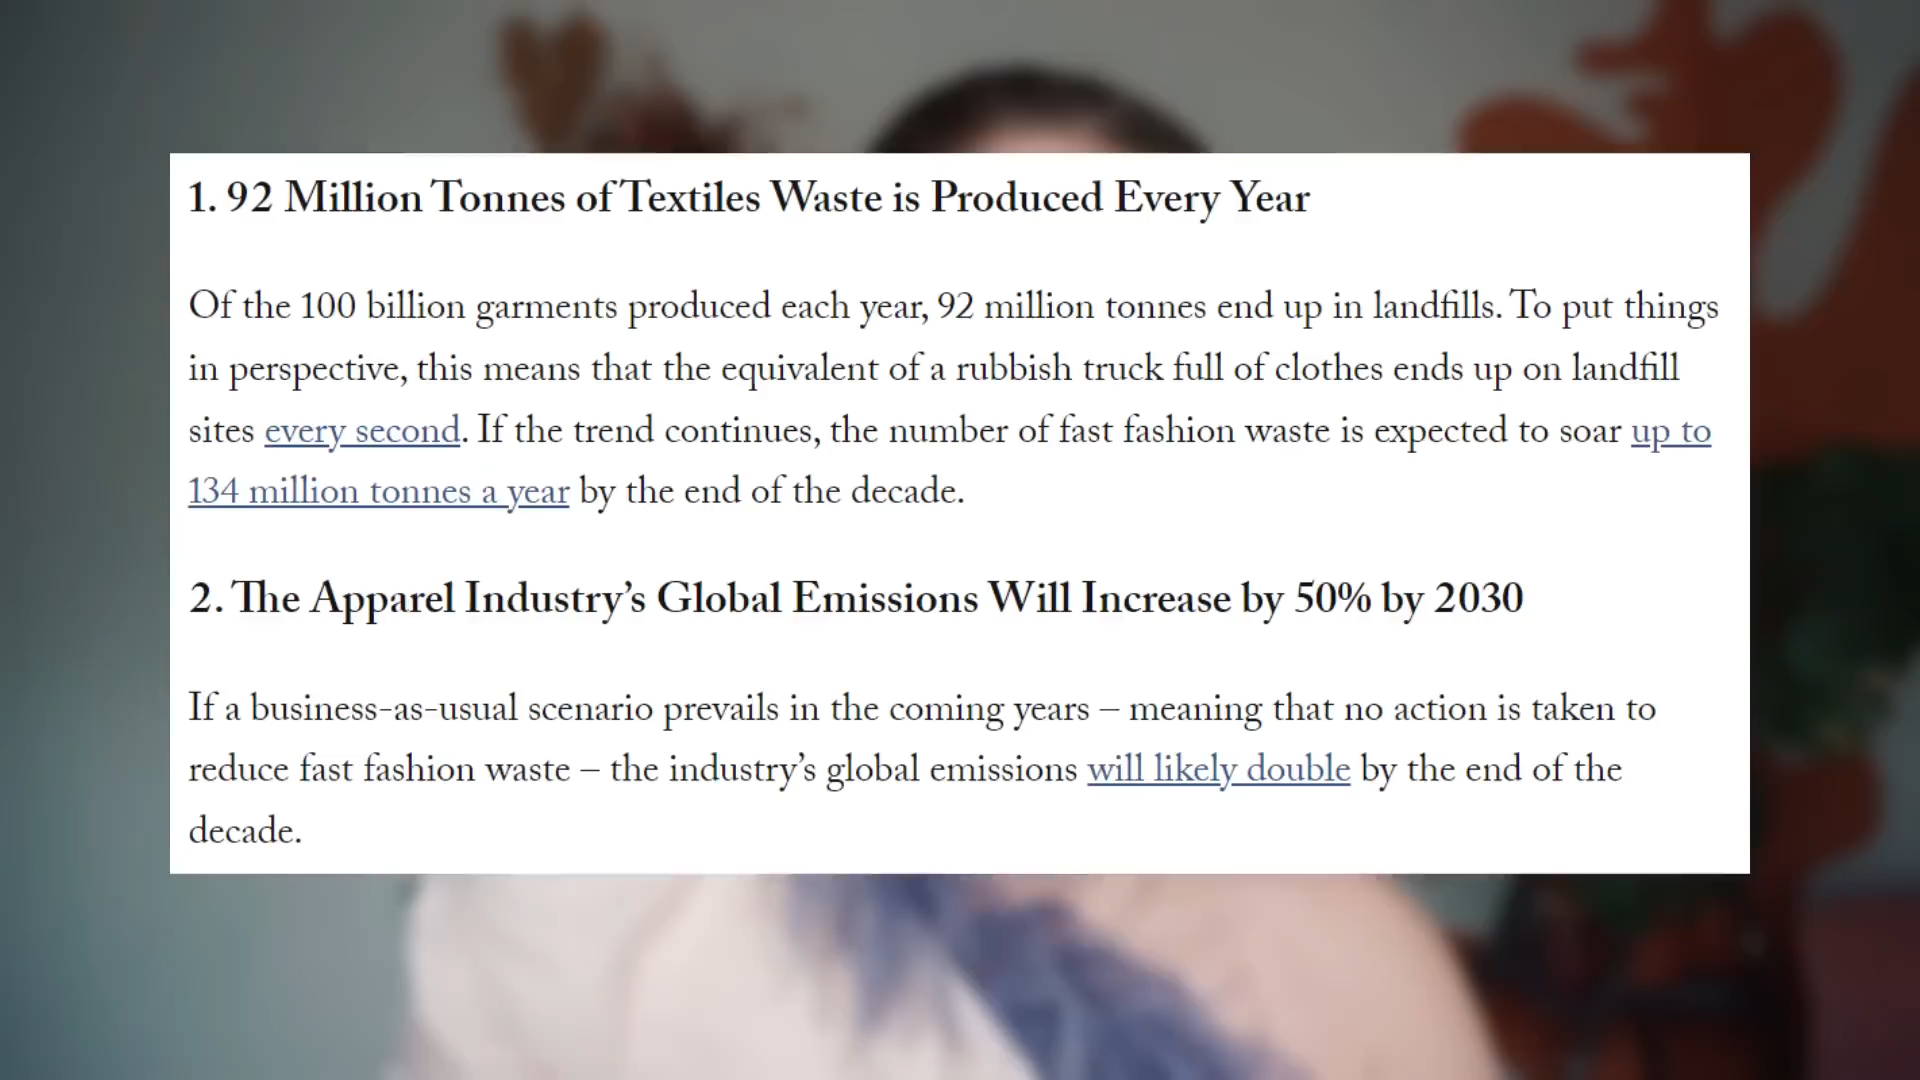 1. 92 Million Tonnes of Textiles Waste is Produced Every Year
Of the 100 billion garments produced each year, 92 million tonnes end up in landfills. To put things
in perspective, this means that the equivalent of a rubbish truck full of clothes ends up on landfill
sites every second. If the trend continues, the number of fast fashion waste is expected to soar up to
134 million tonnes a year by the end of the decade.
2. The Apparel Industry’s Global Emissions Will Increase by 50% by 2030
If a business-as-usual scenario prevails in the coming years – meaning that no action is taken to
reduce fast fashion waste – the industry’s global emissions will likely double by the end of the
decade.